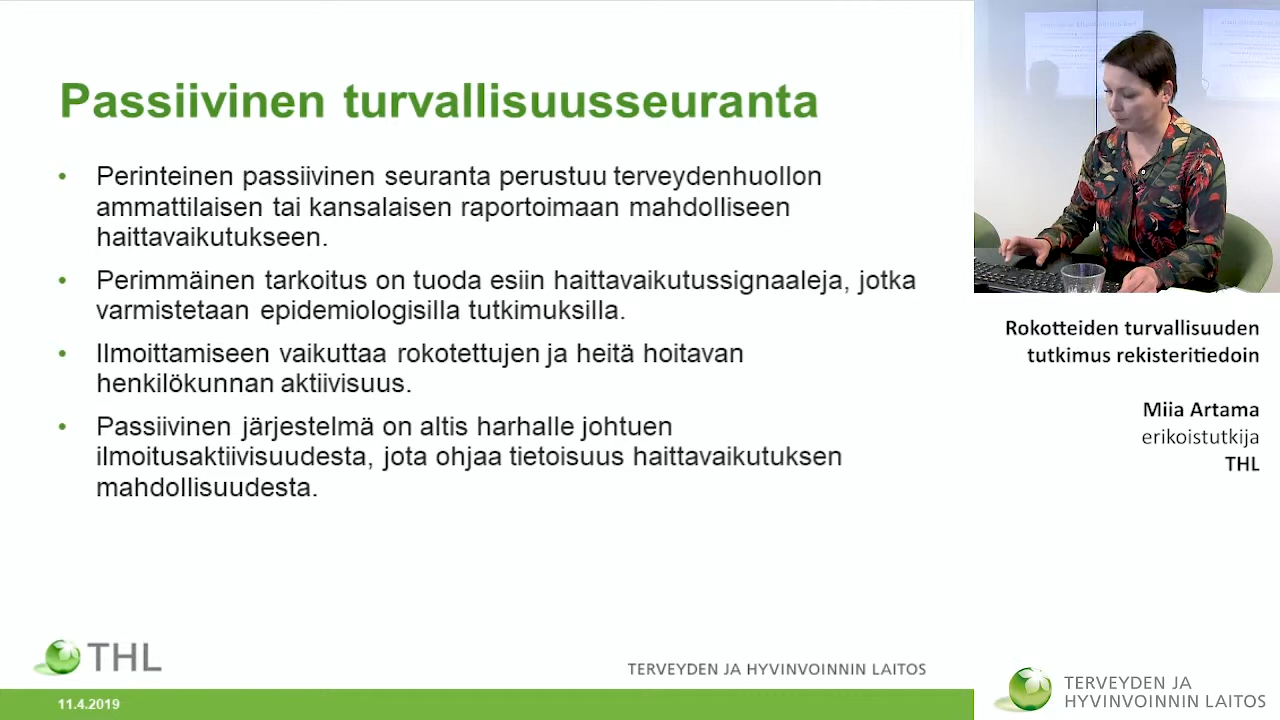 Passiivinen turvallisuusseuranta
• Perinteinen passiivinen seuranta perustuu terveydenhuollon
ammattilaisen tai kansalaisen raportoimaan mahdolliseen
haittavaikutukseen.
• Perimmäinen tarkoitus on tuoda esiin haittavaikutussignaaleja, jotka
varmistetaan epidemiologisilla tutkimuksilla.
• Ilmoittamiseen vaikuttaa rokotettujen ja heitä hoitavan
henkilökunnan aktiivisuus.
• Passiivinen järjestelmä on altis harhalle johtuen
ilmoitusaktiivisuudesta, jota ohjaa tietoisuus haittavaikutuksen
mahdollisuudesta.
THL
TERVEYDEN JA HYVINVOINNIN LAITOS
11.4.2019
Rokotteiden turvallisuuden
tutkimus rekisteritiedoin
Miia Artama
erikoistutkija
THL
TERVEYDEN JA
HYVINVOINNIN LAITOS